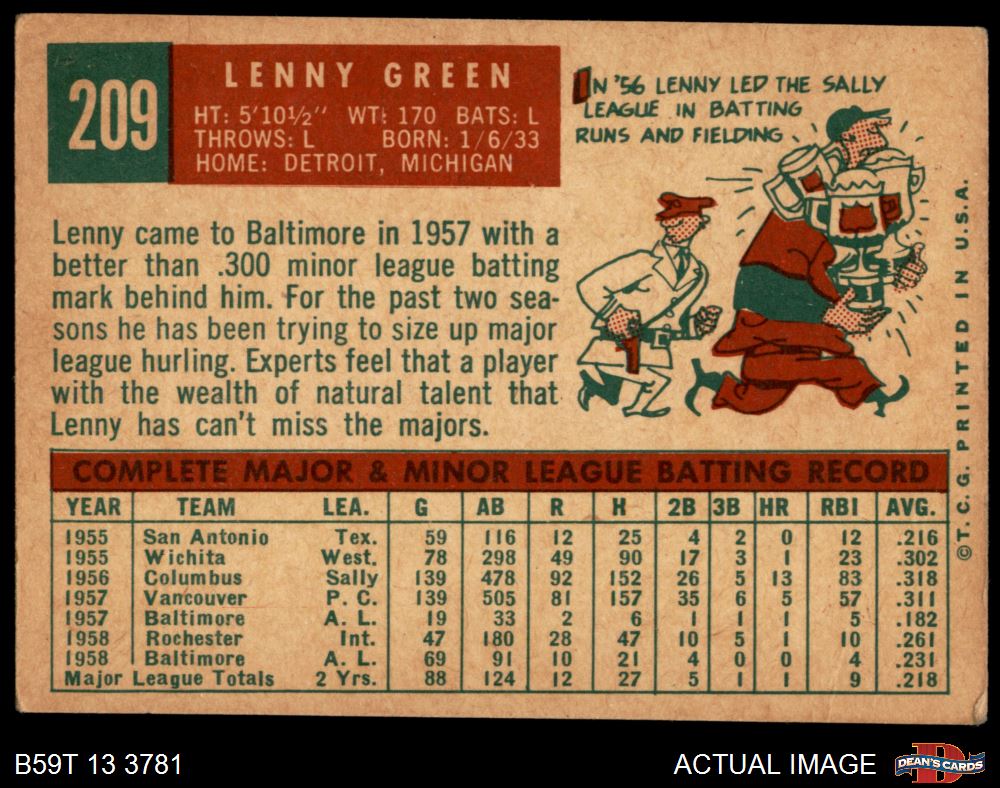 209
LENNY GREEN
HT: 5'10½" WT: 170 BATS: L
THROWS: L BORN: 1/6/33
HOME: DETROIT, MICHIGAN
IN '56 LENNY LED THE SALLY
LEAGUE IN BATTING
RUNS AND FIELDING
Lenny came to Baltimore in 1957 with a
better than .300 minor league batting
mark behind him. For the past two sea-
sons he has been trying to size up major
league hurling. Experts feel that a player
with the wealth of natural talent that
Lenny has can't miss the majors.
COMPLETE MAJOR & MINOR LEAGUE BATTING RECORD
YEAR TEAM LEA. G AB R H 2B 3B HR RBI AVG.
1955 San Antonio Tex. 59 116 12 25 4 2 0 12 .216
1955 Wichita West. 78 298 49 90 17 3 1 23 .302
1956 Columbus Sally 139 478 92 152 26 5 13 83 .318
1957 Vancouver P. C. 139 505 81 157 35 6 5 57 .311
1957 Baltimore A. L. 19 33 2 6 1 1 1 5 .182
1958 Rochester Int. 47 180 28 47 10 5 1 10 .261
1958 Baltimore A. L. 69 91 10 21 4 0 0 4 .231
Major League Totals 2 Yrs. 88 124 12 27 5 1 1 9 .218
©T. C. G. PRINTED IN U.S.A.
B59T 13 3781
ACTUAL IMAGE
D
DEAN'S CARDS